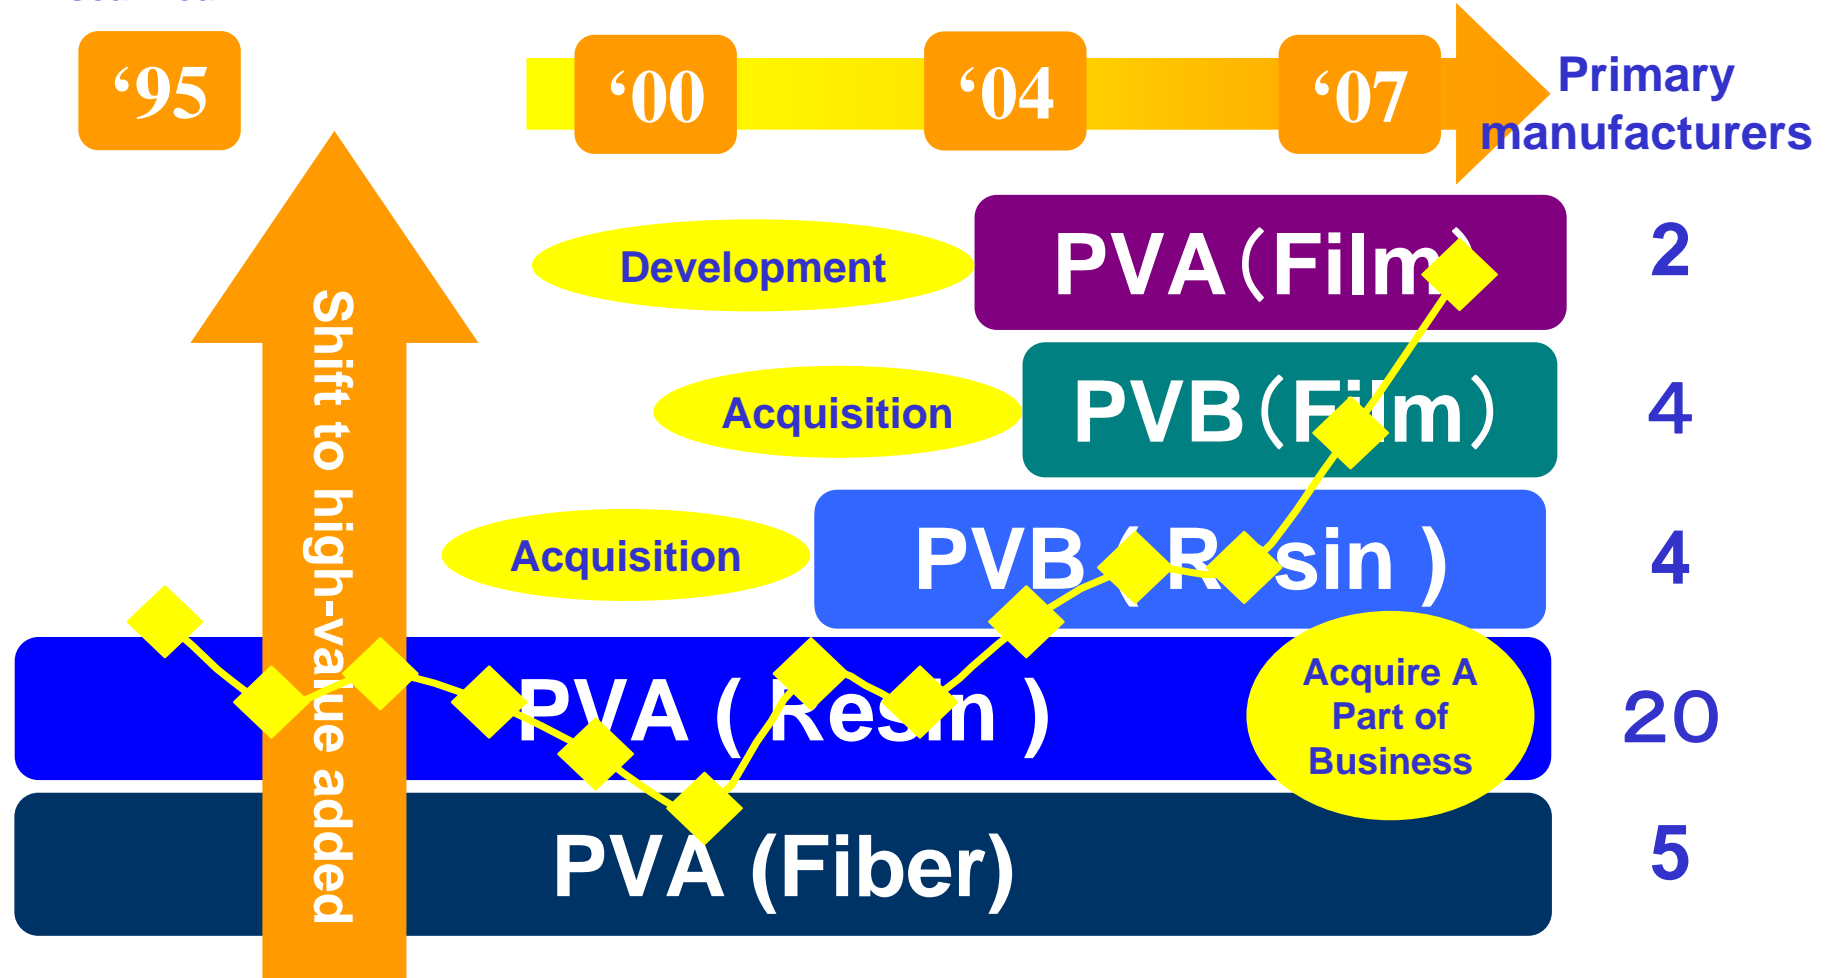 ‘95
‘00
‘04
‘07
Primary
manufacturers
Development
PVA（Film）
2
Acquisition
PVB（Film）
4
Shift to high-value added
Acquisition
PVB ( Resin )
4
PVA ( Resin )
Acquire A
Part of
Business
20
PVA (Fiber)
5